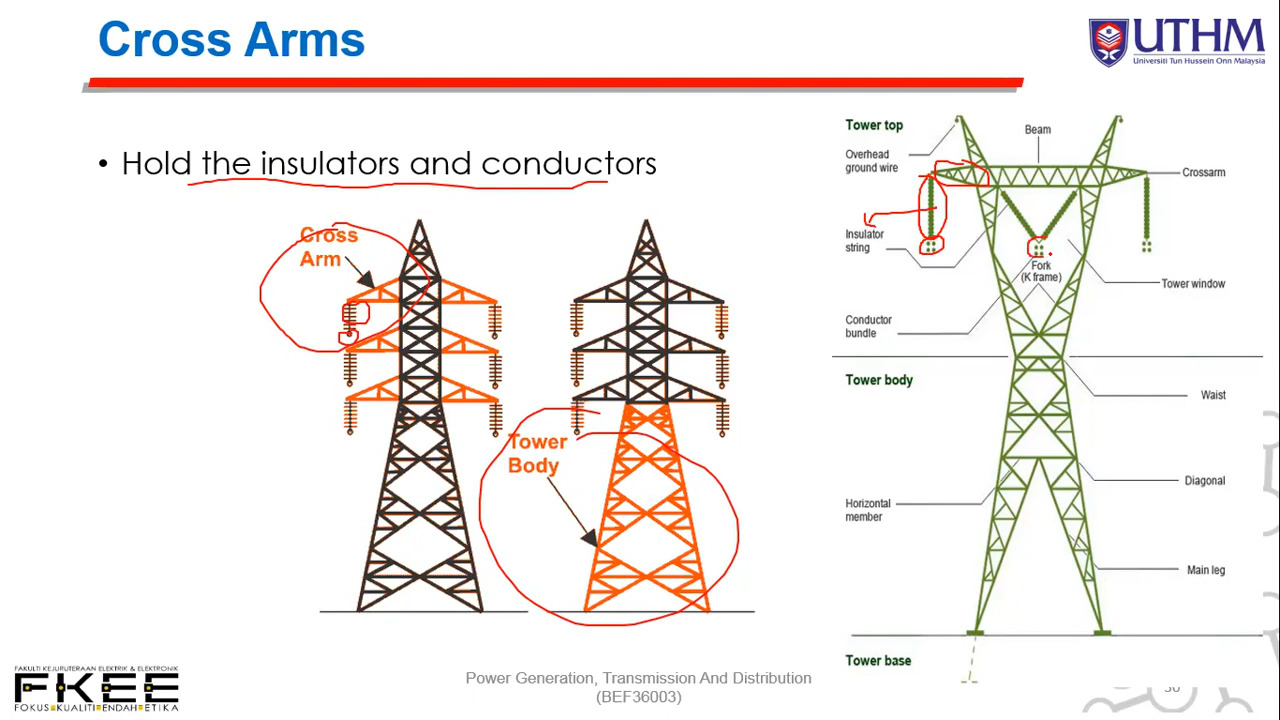 Cross Arms
UTHM
Universiti Tun Hussein Onn Malaysia
• Hold the insulators and conductors
Cross
Arm
Tower
Body
Tower top
Beam
Overhead
ground wire
Crossarm
Insulator
string
Fork
(K frame)
Tower window
Conductor
bundle
Tower body
Waist
Diagonal
Horizontal
member
Main leg
Tower base
FAKULTI KEJURUTERAAN ELEKTRIK & ELEKTRONIK
FKEE
FOKUS KUALITI ENDAH ETIKA
Power Generation, Transmission And Distribution
(BEF36003)